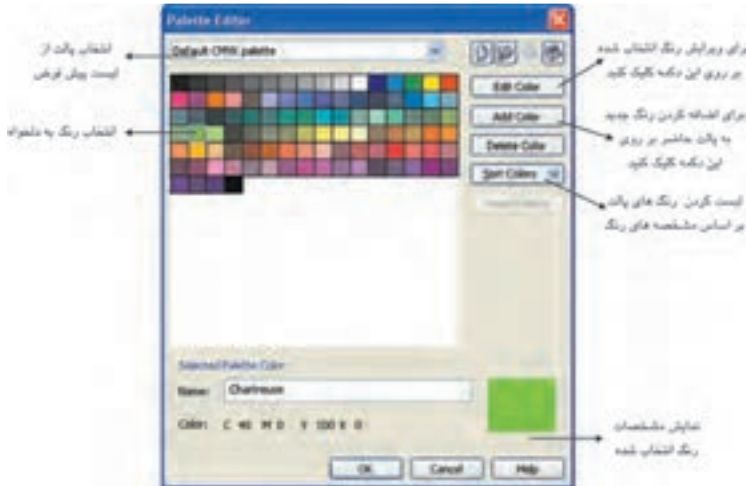 Palette Editor
Default CMYK palette
Edit Color
Add Color
Delete Color
Sort Colors
Selected Palette Color
Name: Chartreuse
Color: C 40 M 0 Y 100 K 0
OK Cancel Help
انتخاب پالت از
لیست پیش فرض
انتخاب رنگ به دلخواه
برای ویرایش رنگ انتخاب شده
بر روی این دکمه کلیک کنید
برای اضافه کردن رنگ جدید
به پالت حاضر بر روی
این دکمه کلیک کنید
لیست کردن رنگ های پالت
بر اساس مشخصه های رنگ
نمایش مشخصات
رنگ انتخاب شده